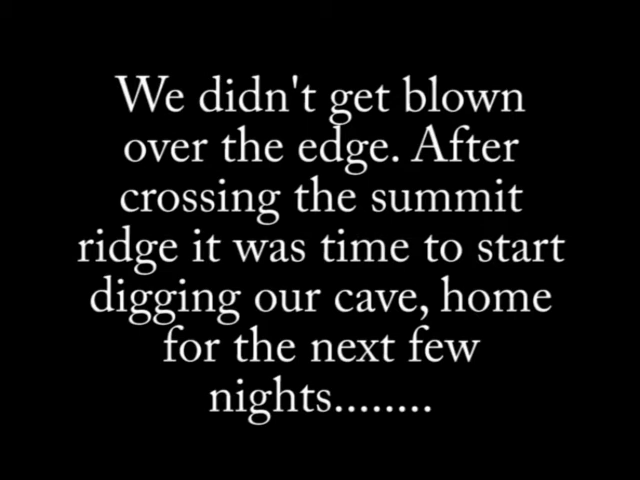 We didn't get blown
over the edge. After
crossing the summit
ridge it was time to start
digging our cave, home
for the next few
nights........